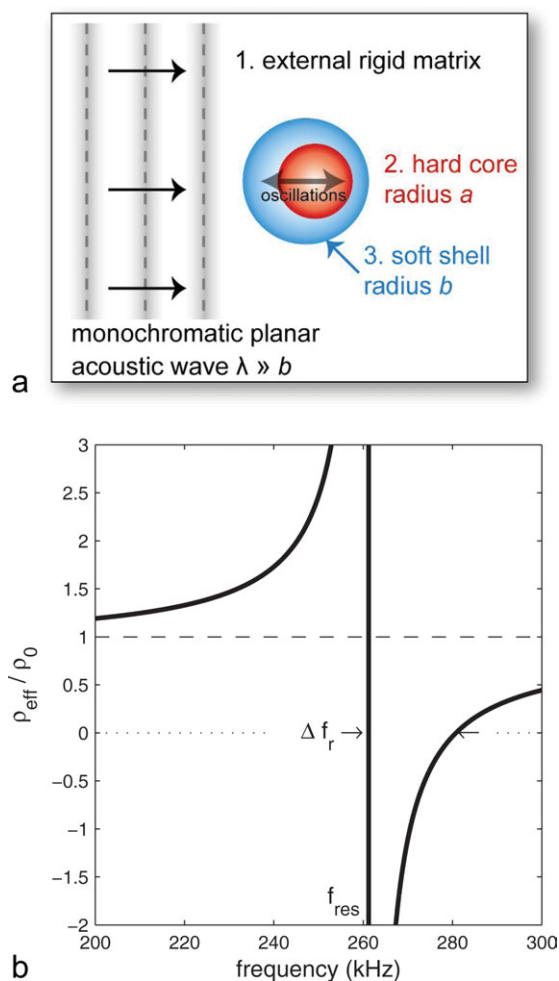 1. external rigid matrix
2. hard core
radius a
oscillations
3. soft shell
radius b
monochromatic planar
acoustic wave λ » b
a
3
2.5
2
1.5
1
0.5
0
-0.5
-1
-1.5
-2
ρeff / ρ0
Δ fr
fres
200
220
240
260
280
300
frequency (kHz)
b